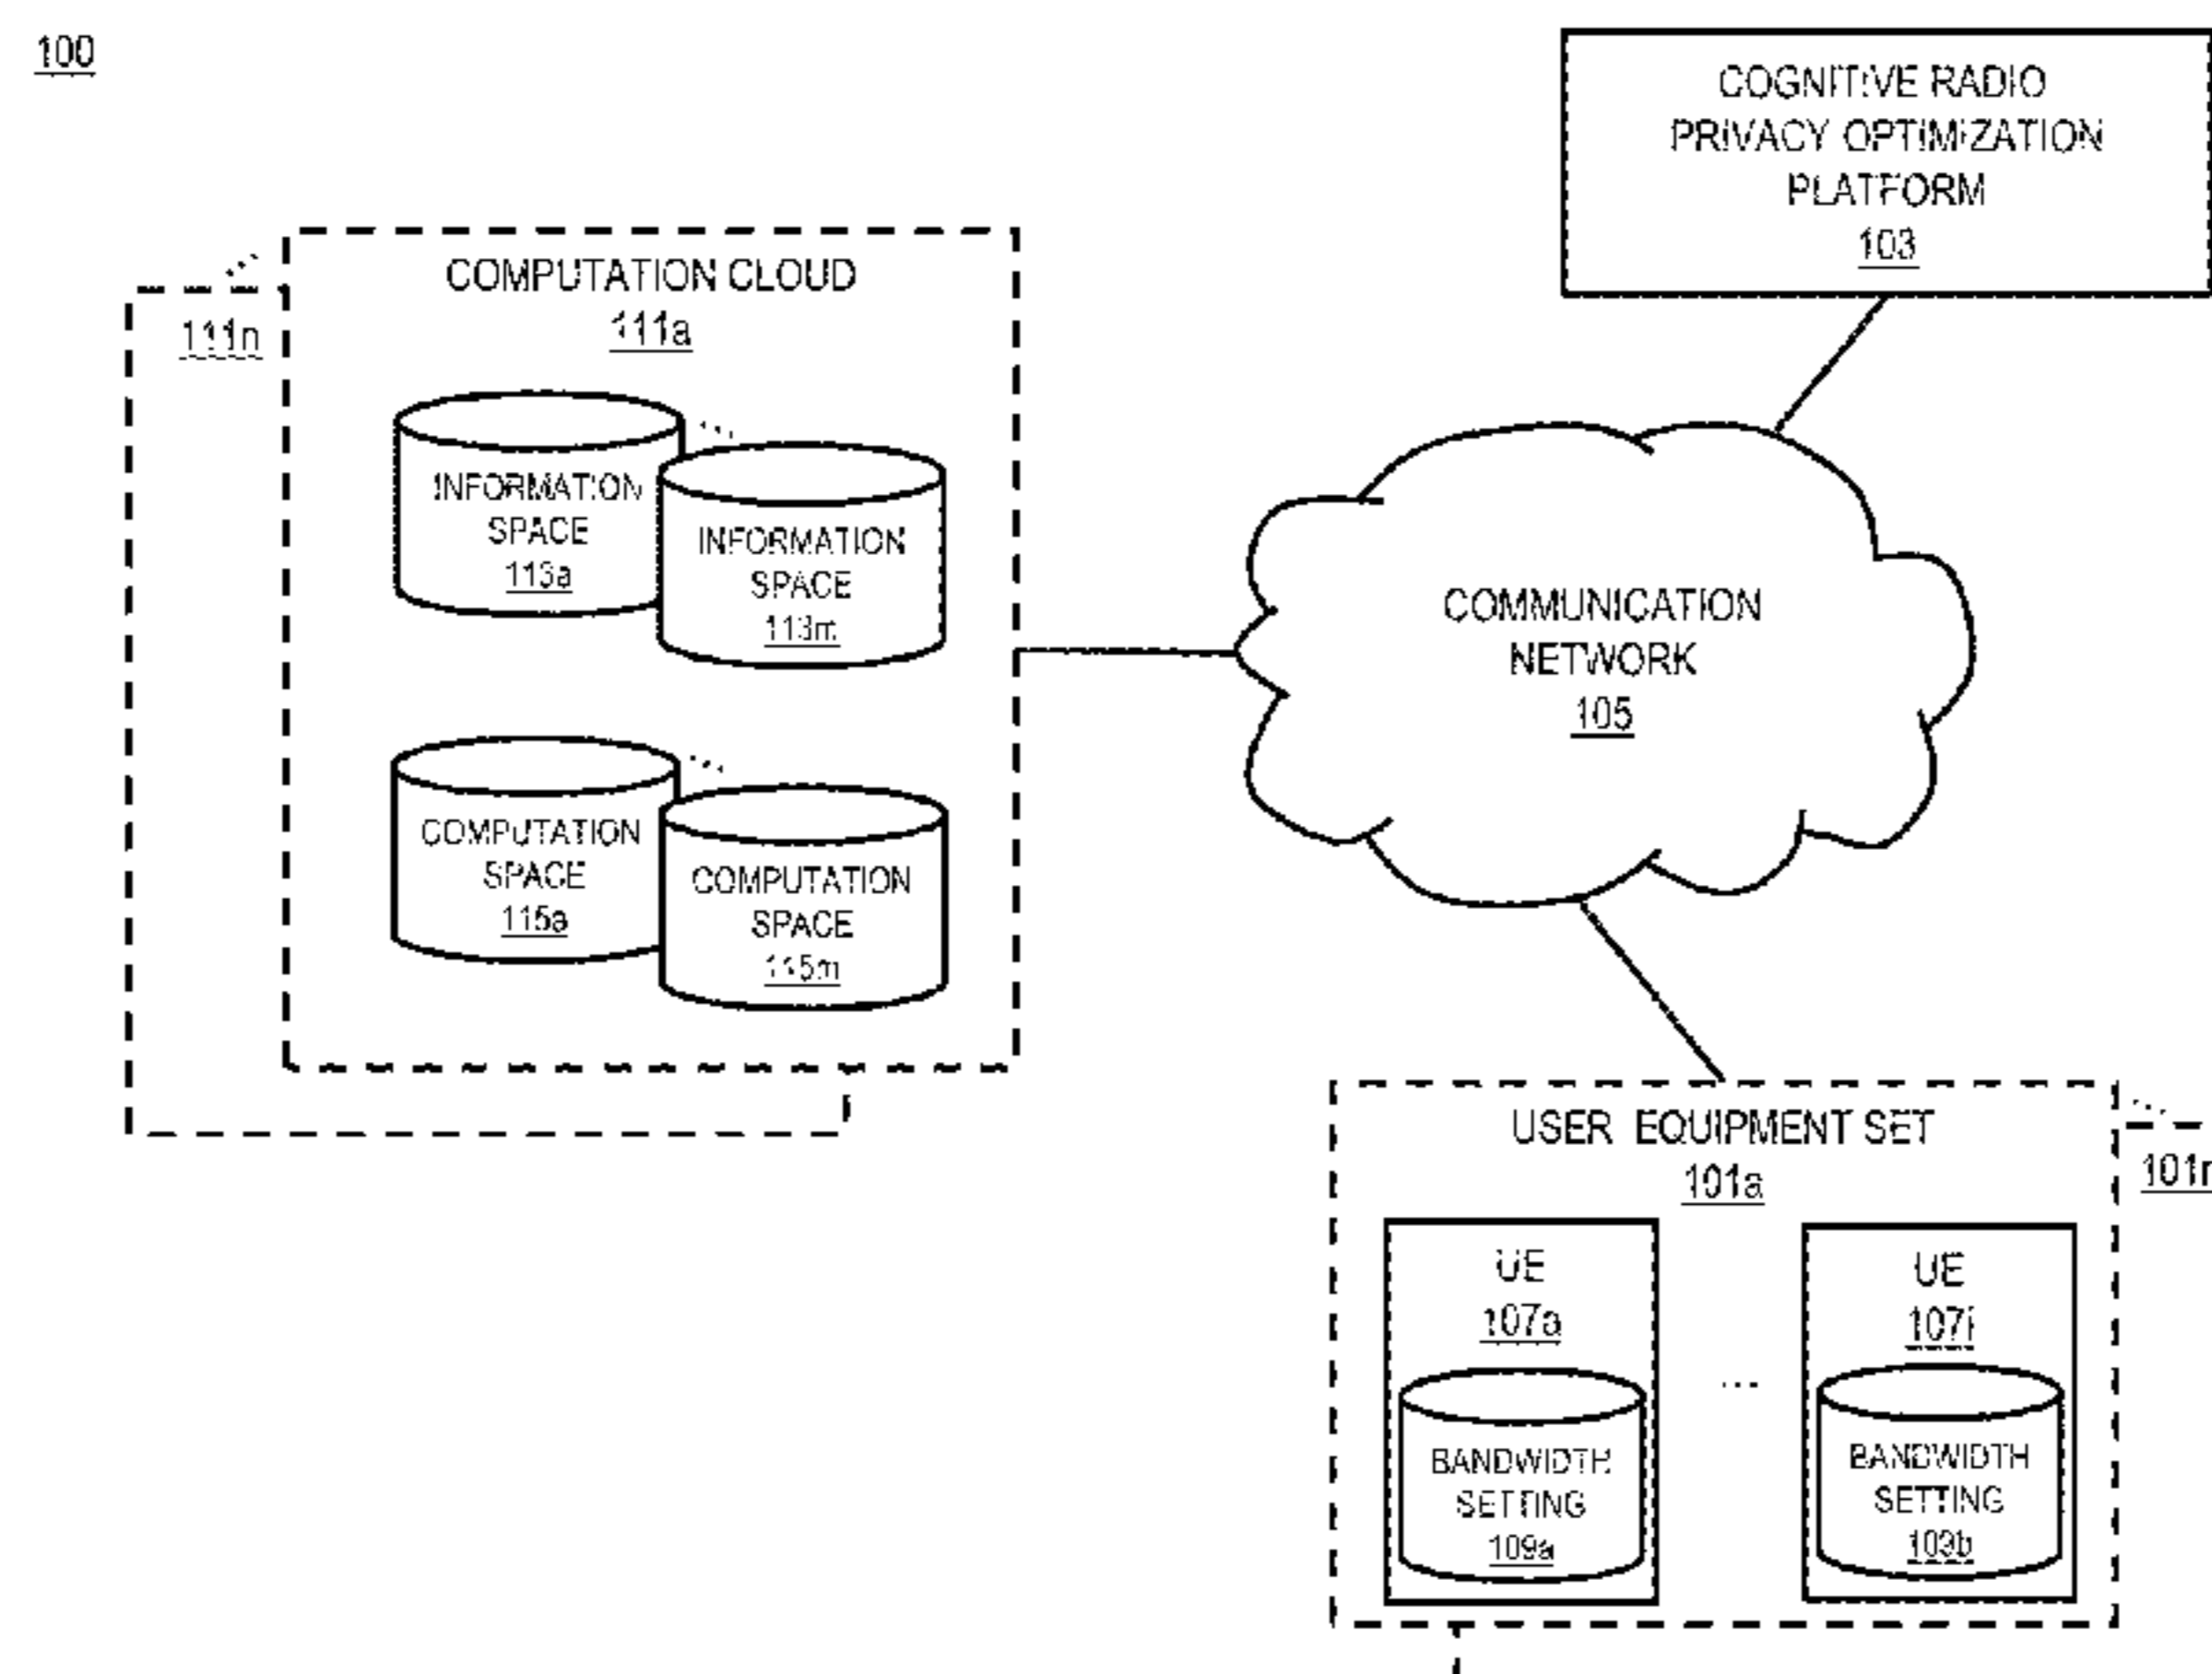 100
COGNITIVE RADIO
PRIVACY OPTIMIZATION
PLATFORM
103
COMPUTATION CLOUD
111a
111n
INFORMATION
SPACE
113a
INFORMATION
SPACE
113m
COMMUNICATION
NETWORK
105
COMPUTATION
SPACE
115a
COMPUTATION
SPACE
115m
USER EQUIPMENT SET
101a
UE
107a
...
UE
107i
BANDWIDTH
SETTING
109a
BANDWIDTH
SETTING
109b